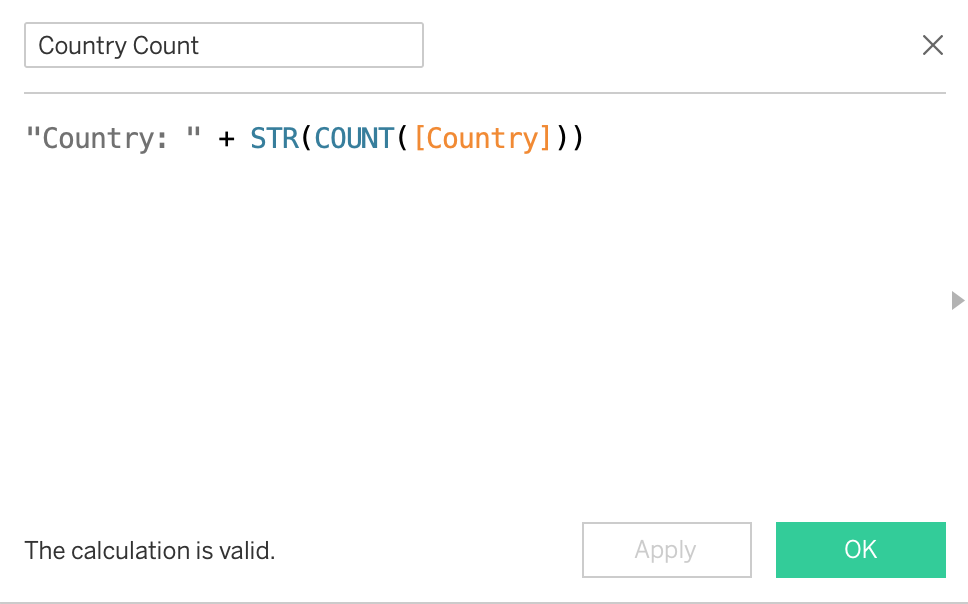 Country Count
"Country: " + STR(COUNT([Country]))
The calculation is valid.
Apply
OK